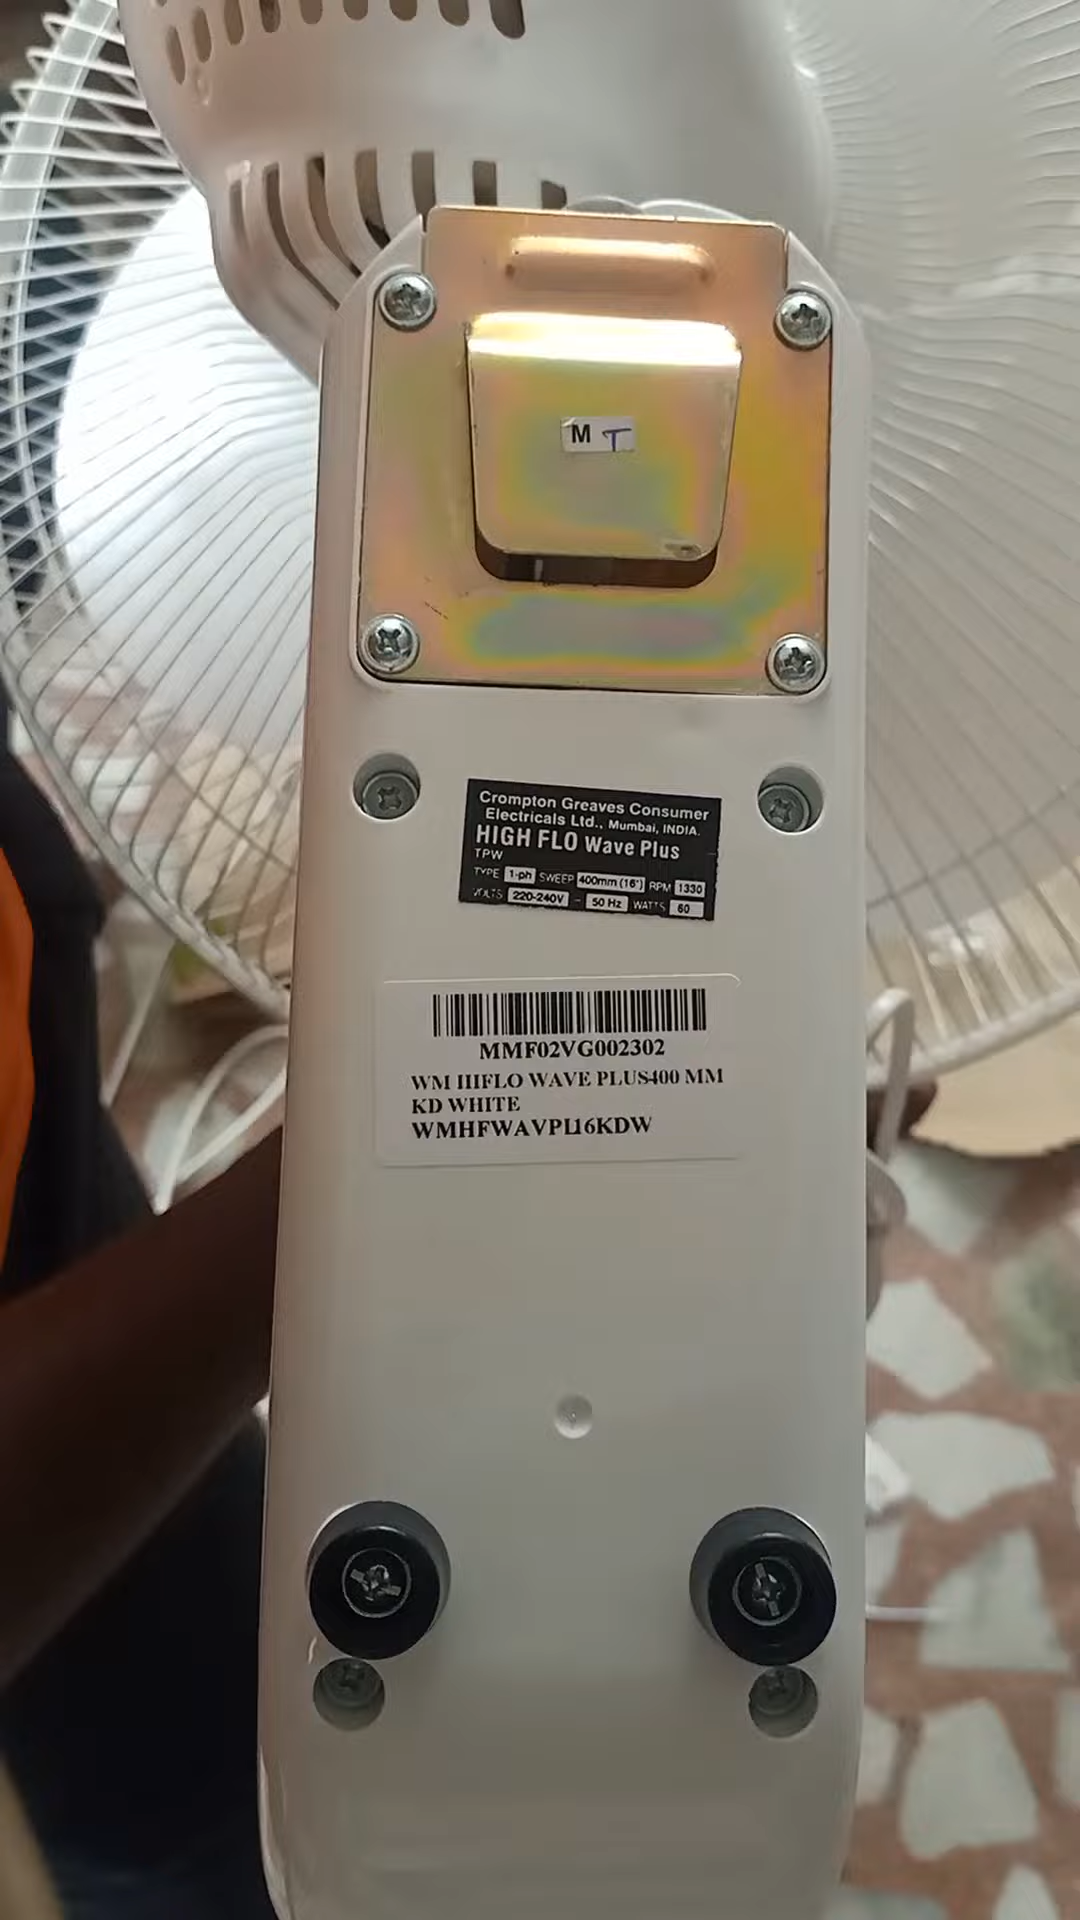 M T
Crompton Greaves Consumer
Electricals Ltd., Mumbai, INDIA.
HIGH FLO Wave Plus
TPW
TYPE 1-ph SWEEP 400mm (16") RPM 1330
VOLTS 220-240V ~ 50 Hz WATTS 60
MMF02VG002302
WM HIFLO WAVE PLUS400 MM
KD WHITE
WMHFWAVPL16KDW